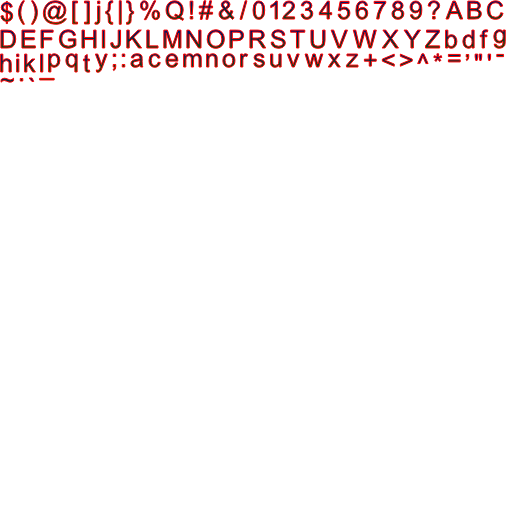 $()@[]j{|}%Q!#&/0123456789?ABC
DEFGHIJKLMNOPRSTUVWXYZbdfg
hiklpqty;:acemnorsuvwxz+<>^*='"'-
~